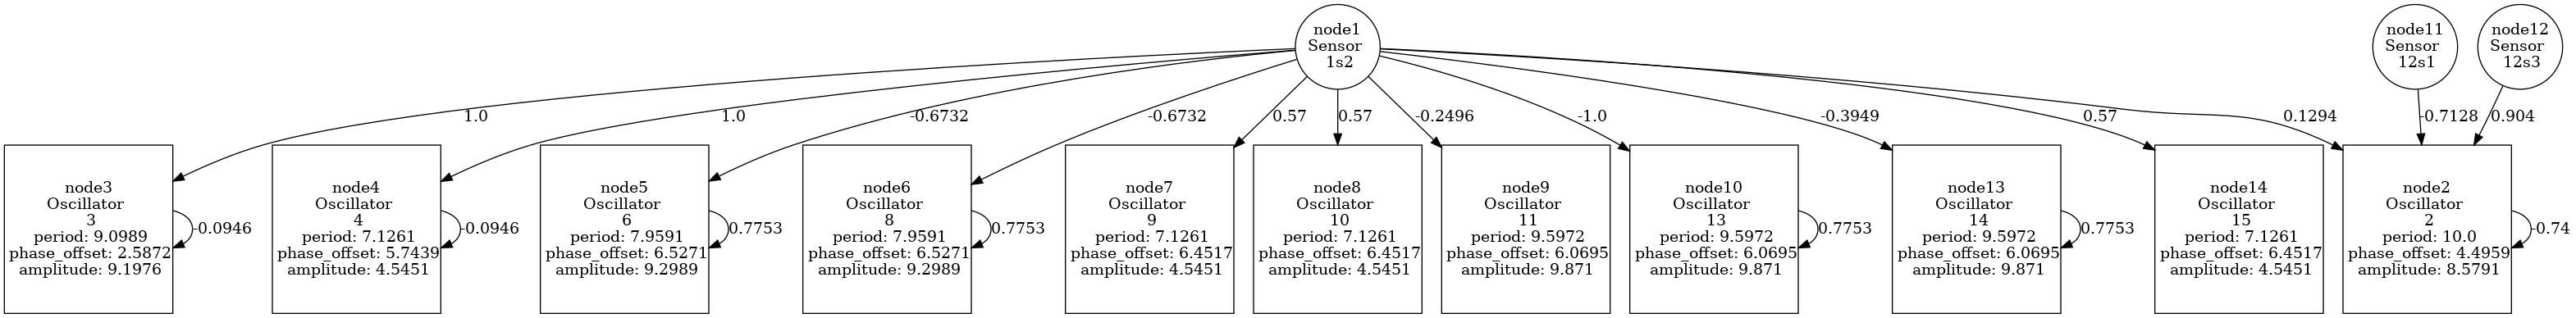 node1
Sensor
1s2
node11
Sensor
12s1
node12
Sensor
12s3
1.0
1.0
-0.6732
-0.6732
0.57
0.57
-0.2496
-1.0
-0.3949
0.57
0.1294
-0.7128
0.904
node3
Oscillator
3
period: 9.0989
phase_offset: 2.5872
amplitude: 9.1976
-0.0946
node4
Oscillator
4
period: 7.1261
phase_offset: 5.7439
amplitude: 4.5451
-0.0946
node5
Oscillator
6
period: 7.9591
phase_offset: 6.5271
amplitude: 9.2989
0.7753
node6
Oscillator
8
period: 7.9591
phase_offset: 6.5271
amplitude: 9.2989
0.7753
node7
Oscillator
9
period: 7.1261
phase_offset: 6.4517
amplitude: 4.5451
node8
Oscillator
10
period: 7.1261
phase_offset: 6.4517
amplitude: 4.5451
node9
Oscillator
11
period: 9.5972
phase_offset: 6.0695
amplitude: 9.871
node10
Oscillator
13
period: 9.5972
phase_offset: 6.0695
amplitude: 9.871
0.7753
node13
Oscillator
14
period: 9.5972
phase_offset: 6.0695
amplitude: 9.871
0.7753
node14
Oscillator
15
period: 7.1261
phase_offset: 6.4517
amplitude: 4.5451
node2
Oscillator
2
period: 10.0
phase_offset: 4.4959
amplitude: 8.5791
-0.74